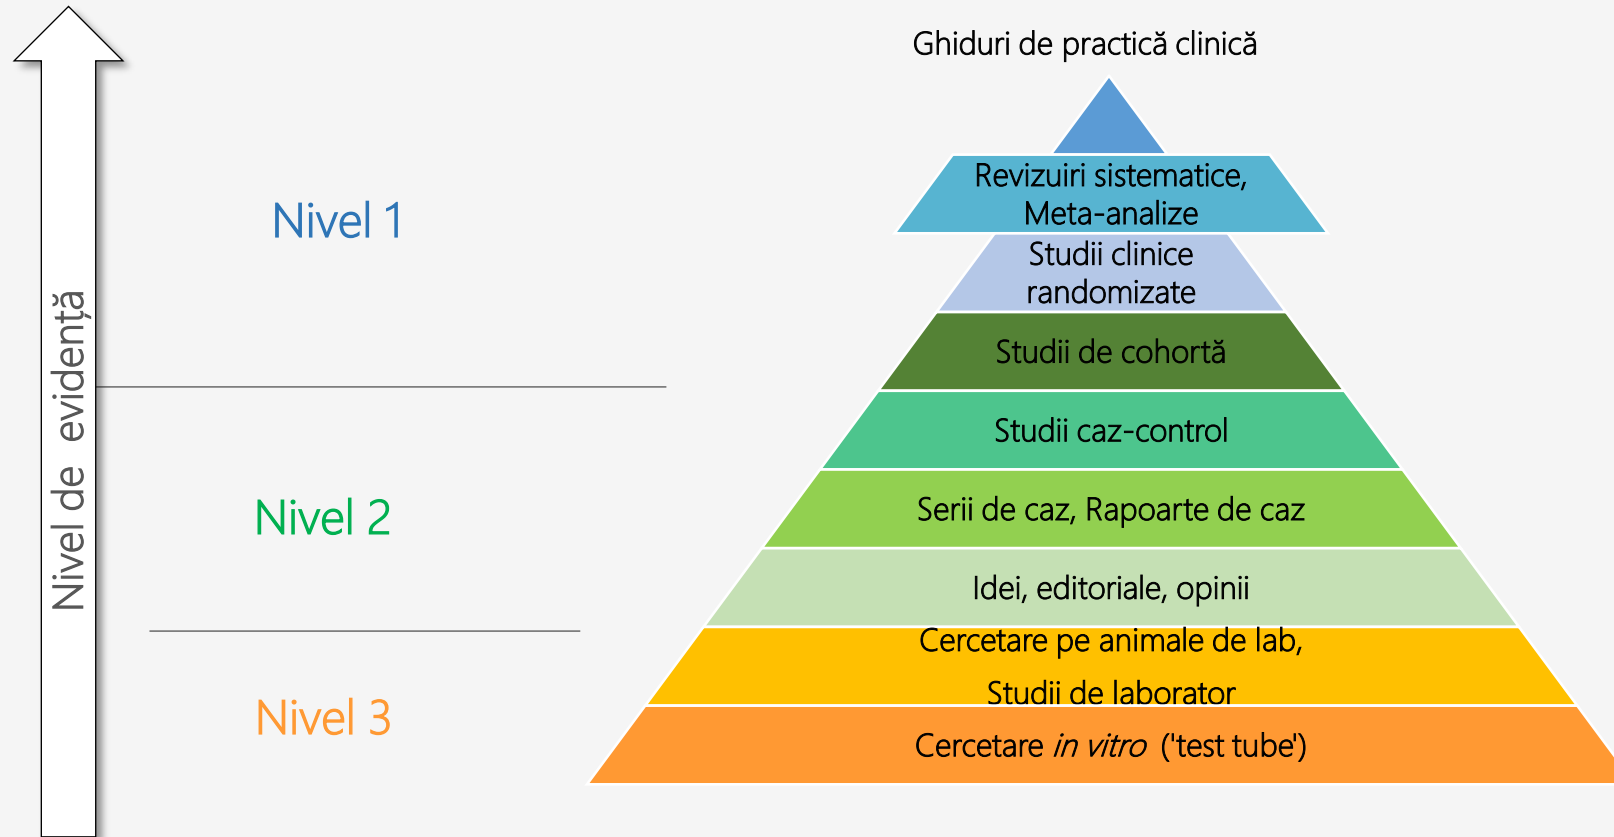 Ghiduri de practică clinică
Revizuiri sistematice,
Meta-analize
Nivel 1
Studii clinice
randomizate
Studii de cohortă
Nivel de evidență
Studii caz-control
Nivel 2
Serii de caz, Rapoarte de caz
Idei, editoriale, opinii
Cercetare pe animale de lab,
Studii de laborator
Nivel 3
Cercetare in vitro ('test tube')